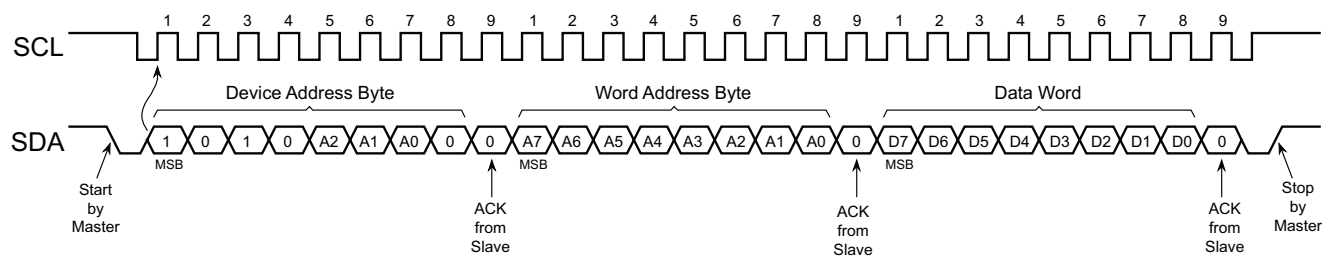 1 2 3 4 5 6 7 8 9 1 2 3 4 5 6 7 8 9 1 2 3 4 5 6 7 8 9
SCL
Device Address Byte Word Address Byte Data Word
SDA 1 0 1 0 A2 A1 A0 0 0 A7 A6 A5 A4 A3 A2 A1 A0 0 D7 D6 D5 D4 D3 D2 D1 D0 0
MSB MSB MSB
Start
by
Master
ACK
from
Slave
ACK
from
Slave
ACK
from
Slave
Stop
by
Master